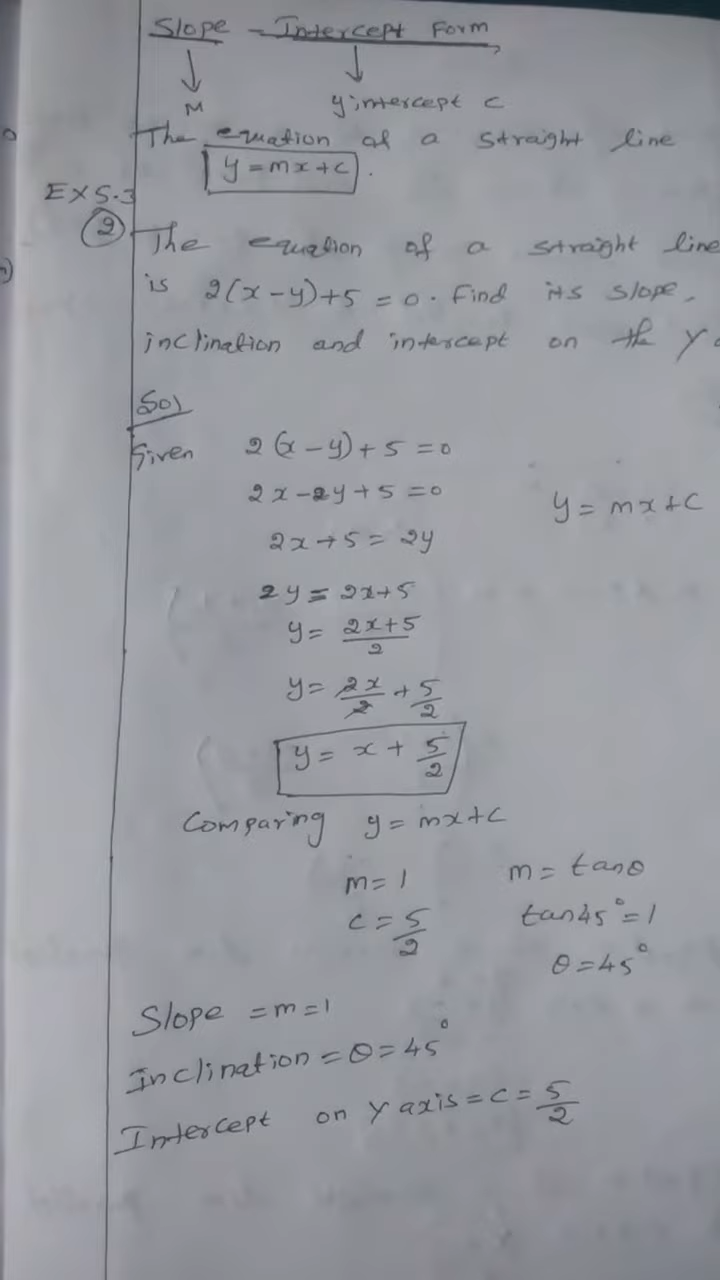 Slope - Intercept Form
↓ ↓
M y intercept c
The equation of a straight line
y = mx + c.
EX 5.3
2 The equation of a straight line
is 2(x-y)+5 = 0. Find its slope,
inclination and intercept on the Y
Sol
Given 2(x-y)+5 = 0
2x-2y+5 = 0 y = mx+c
2x+5 = 2y
2y = 2x+5
y = 2x+5/2
y = 2x/2 + 5/2
y = x + 5/2
Comparing y = mx+c
m = 1 m = tanθ
c = 5/2 tan45° = 1
θ = 45°
Slope = m = 1
Inclination = θ = 45°
Intercept on Y axis = c = 5/2